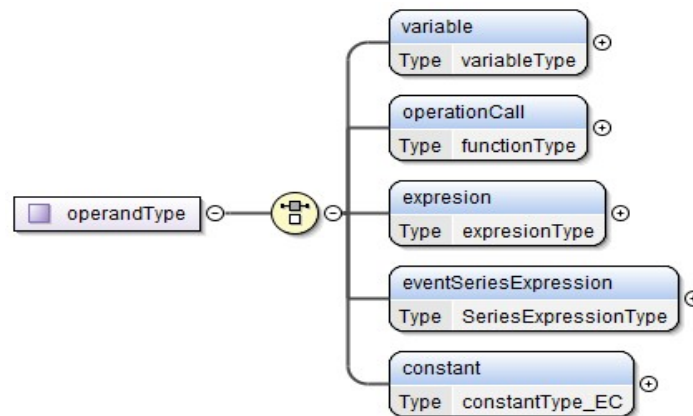 variable
Type variableType
operationCall
Type functionType
operandType
expresion
Type expresionType
eventSeriesExpression
Type SeriesExpressionType
constant
Type constantType_EC